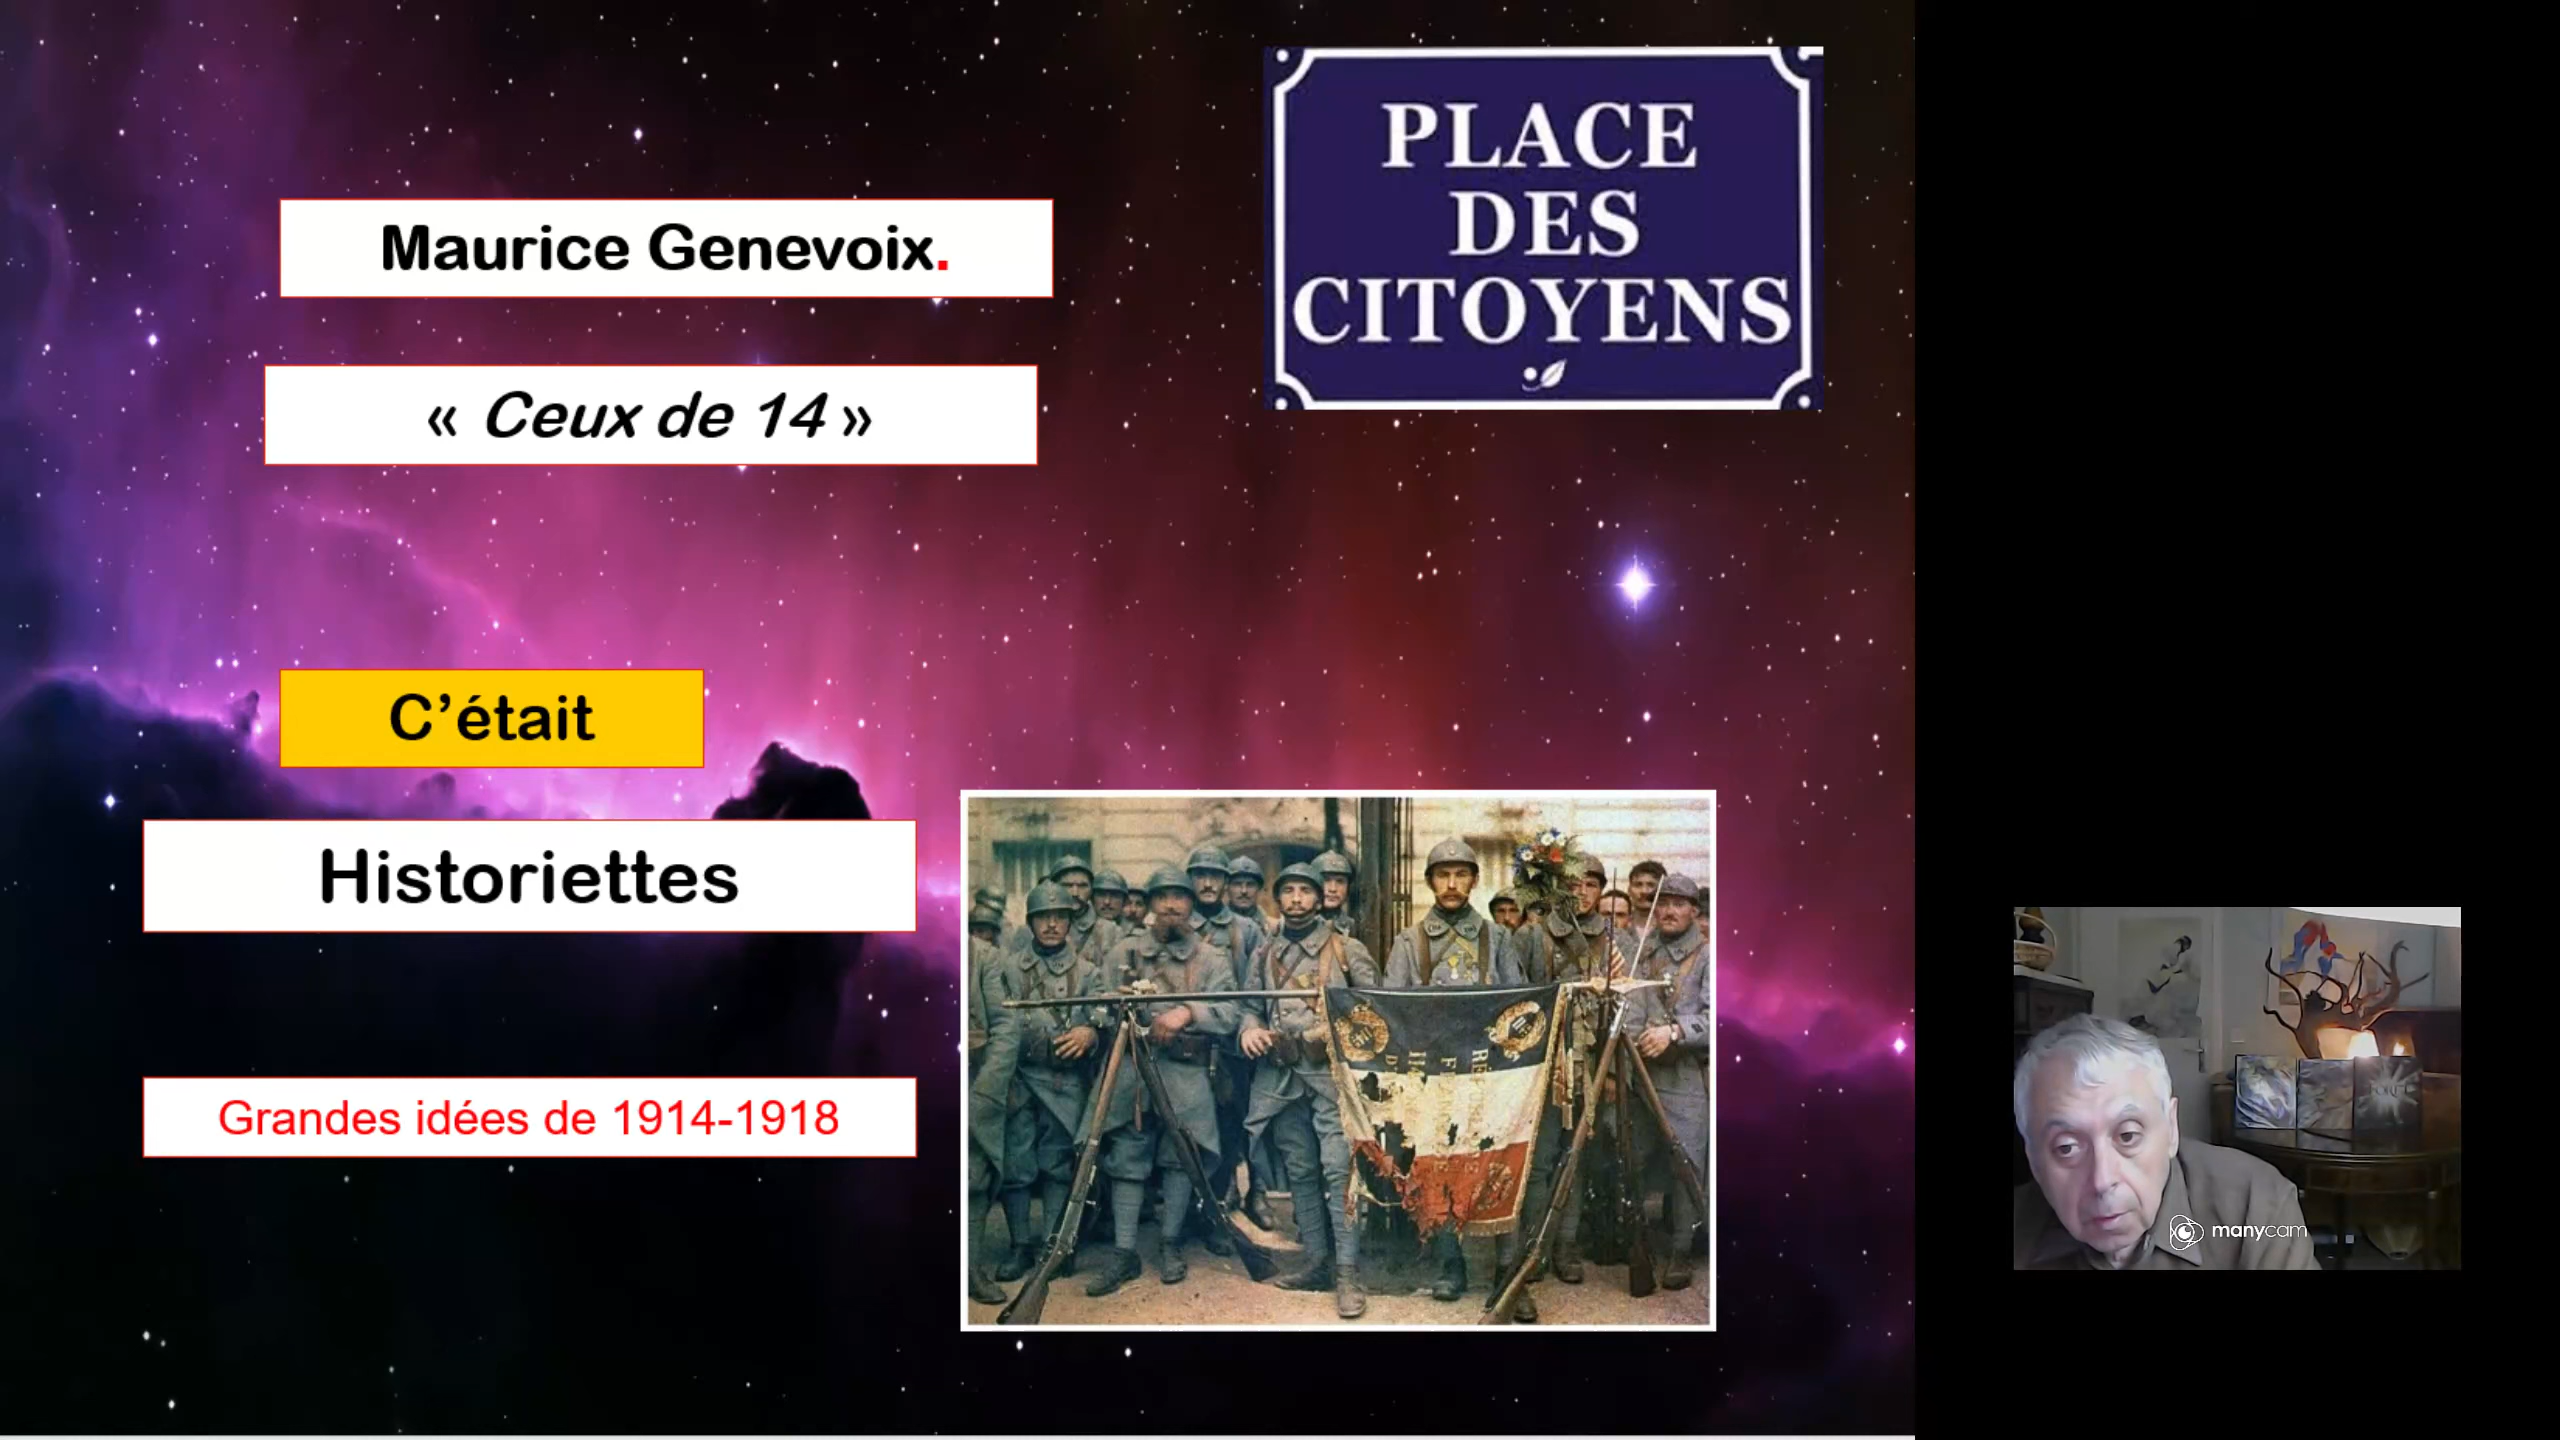 PLACE
DES
CITOYENS
Maurice Genevoix.
« Ceux de 14 »
C’était
Historiettes
Grandes idées de 1914-1918
manycam